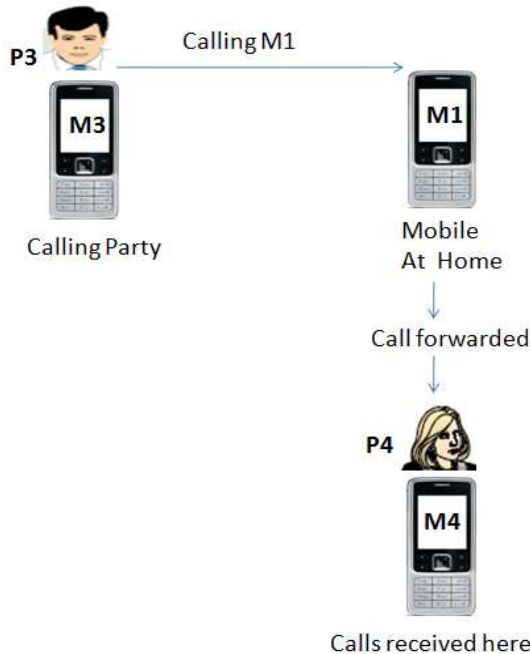 P3
Calling M1
M3
M1
Calling Party
Mobile
At Home
Call forwarded
P4
M4
Calls received here